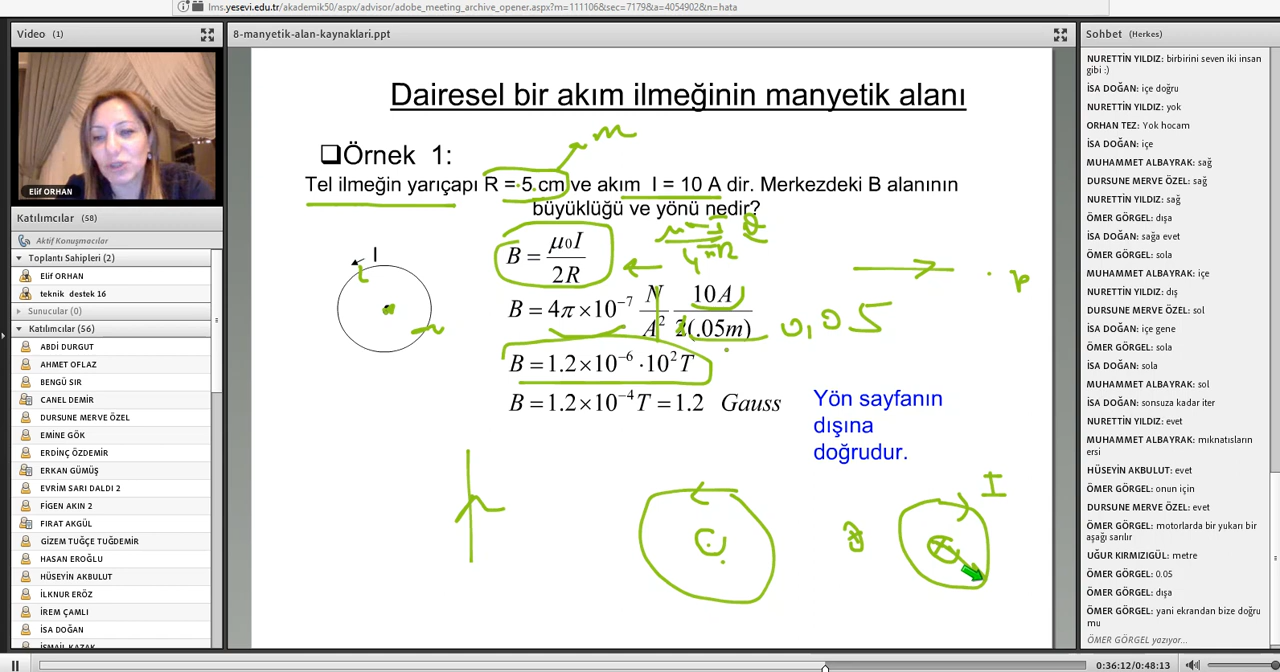 lms.yesevi.edu.tr/akademik50/aspx/advisor/adobe_meeting_archive_opener.aspx?m=111106&sec=7179&a=4054902&n=hata
Video (1)
Elif ORHAN
Katılımcılar (58)
Aktif Konuşmacılar
Toplantı Sahipleri (2)
Elif ORHAN
teknik destek 16
Sunucular (0)
Katılımcılar (56)
ABDİ DURGUT
AHMET OFLAZ
BENGÜ SIR
CANEL DEMİR
DURSUNE MERVE ÖZEL
EMİNE GÖK
ERDİNÇ ÖZDEMİR
ERKAN GÜMÜŞ
EVRİM SARI DALDI 2
FİGEN AKIN 2
FIRAT AKGÜL
GİZEM TUĞÇE TUĞDEMİR
HASAN EROĞLU
HÜSEYİN AKBULUT
İLKNUR ERÖZ
İREM ÇAMLI
İSA DOĞAN
İSMAİL KAZAK
8-manyetik-alan-kaynaklari.ppt
Dairesel bir akım ilmeğinin manyetik alanı
m
❑Örnek 1:
Tel ilmeğin yarıçapı R = 5 cm ve akım I = 10 A dir. Merkezdeki B alanının
büyüklüğü ve yönü nedir?
I
B = μ0I / 2R
B = 4π ×10⁻⁷ N/A² 10A / 2(.05m)
0,05
B = 1.2×10⁻⁶ ·10² T
B = 1.2×10⁻⁴ T = 1.2 Gauss
Yön sayfanın
dışına
doğrudur.
I
Sohbet (Herkes)
NURETTİN YILDIZ: birbirini seven iki insan
gibi :)
İSA DOĞAN: içe doğru
NURETTİN YILDIZ: yok
ORHAN TEZ: Yok hocam
İSA DOĞAN: içe
MUHAMMET ALBAYRAK: sağ
DURSUNE MERVE ÖZEL: sağ
NURETTİN YILDIZ: sağ
ÖMER GÖRGEL: dışa
İSA DOĞAN: sağa evet
ÖMER GÖRGEL: sola
MUHAMMET ALBAYRAK: içe
NURETTİN YILDIZ: dış
DURSUNE MERVE ÖZEL: sol
İSA DOĞAN: içe gene
ÖMER GÖRGEL: sola
İSA DOĞAN: sola
MUHAMMET ALBAYRAK: sol
İSA DOĞAN: sonsuza kadar iter
NURETTİN YILDIZ: evet
MUHAMMET ALBAYRAK: mıknatısların
ersi
HÜSEYİN AKBULUT: evet
ÖMER GÖRGEL: onun için
DURSUNE MERVE ÖZEL: evet
ÖMER GÖRGEL: motorlarda bir yukarı bir
aşağı sarılır
UĞUR KIRMIZIGÜL: metre
ÖMER GÖRGEL: 0.05
ÖMER GÖRGEL: dışa
ÖMER GÖRGEL: yani ekrandan bize doğru
mu
ÖMER GÖRGEL yazıyor...
0:36:12/0:48:13